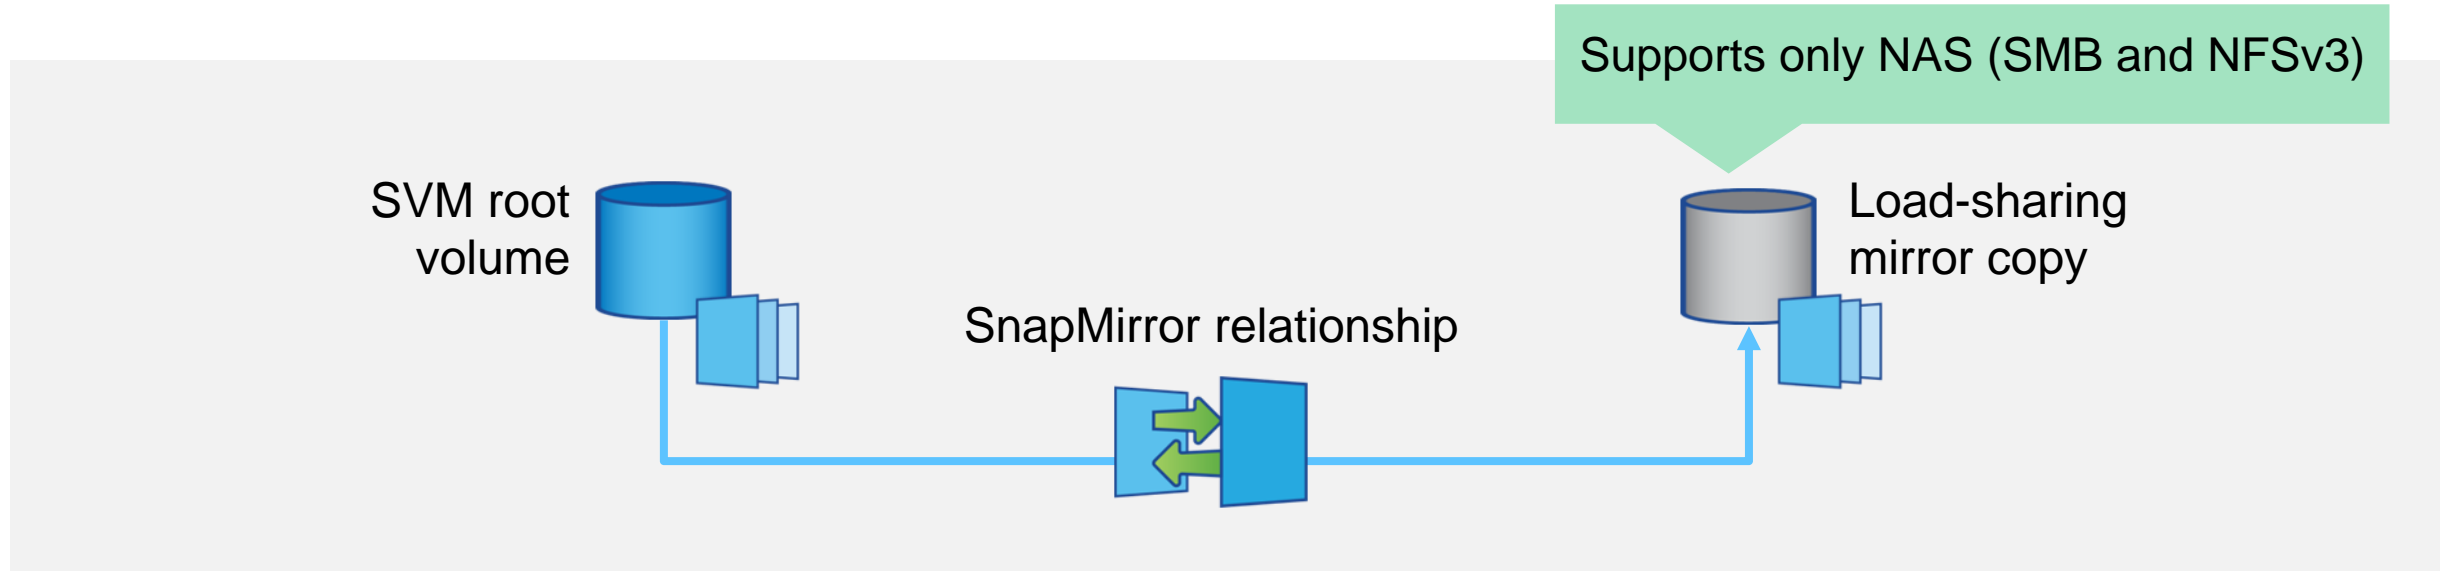 Supports only NAS (SMB and NFSv3)
SVM root
volume
Load-sharing
mirror copy
SnapMirror relationship